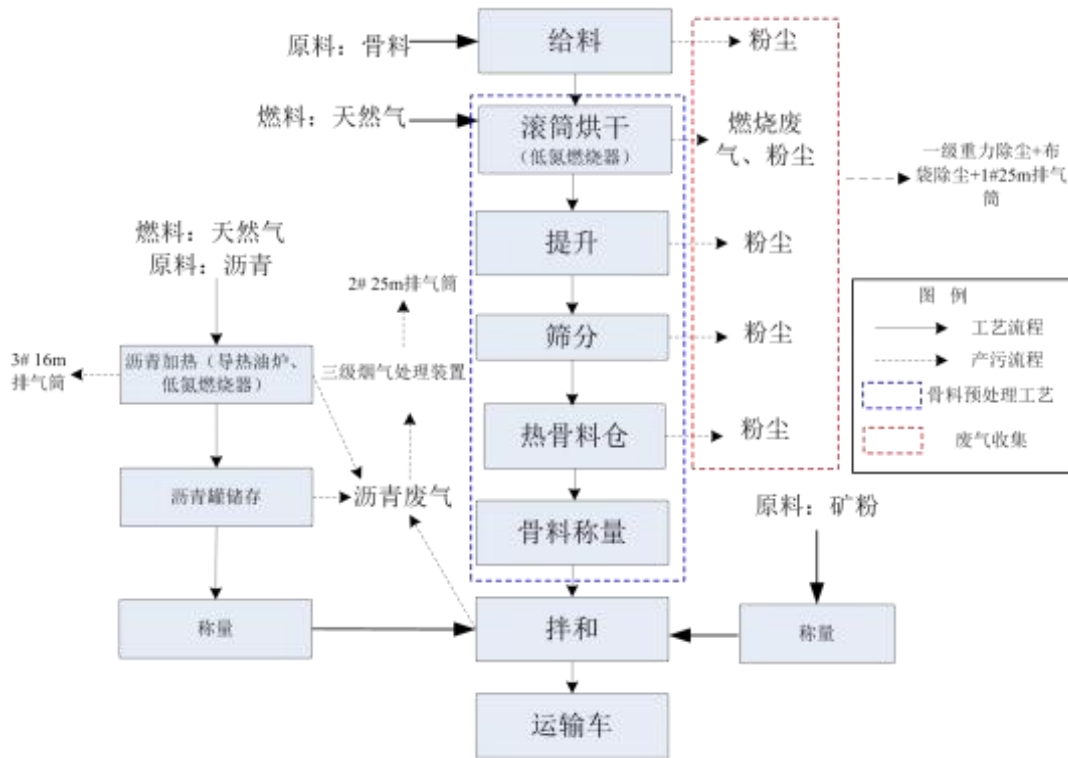 原料：骨料
给料
粉尘
燃料：天然气
滚筒烘干
（低氮燃烧器）
燃烧废
气、粉尘
一级重力除尘+布
袋除尘+1#25m排气
筒
提升
粉尘
燃料：天然气
原料：沥青
2# 25m排气筒
筛分
粉尘
图 例
工艺流程
产污流程
骨料预处理工艺
废气收集
3# 16m
排气筒
沥青加热（导热油炉、
低氮燃烧器）
三级烟气处理装置
热骨料仓
粉尘
沥青罐储存
沥青废气
骨料称量
原料：矿粉
称量
拌和
称量
运输车